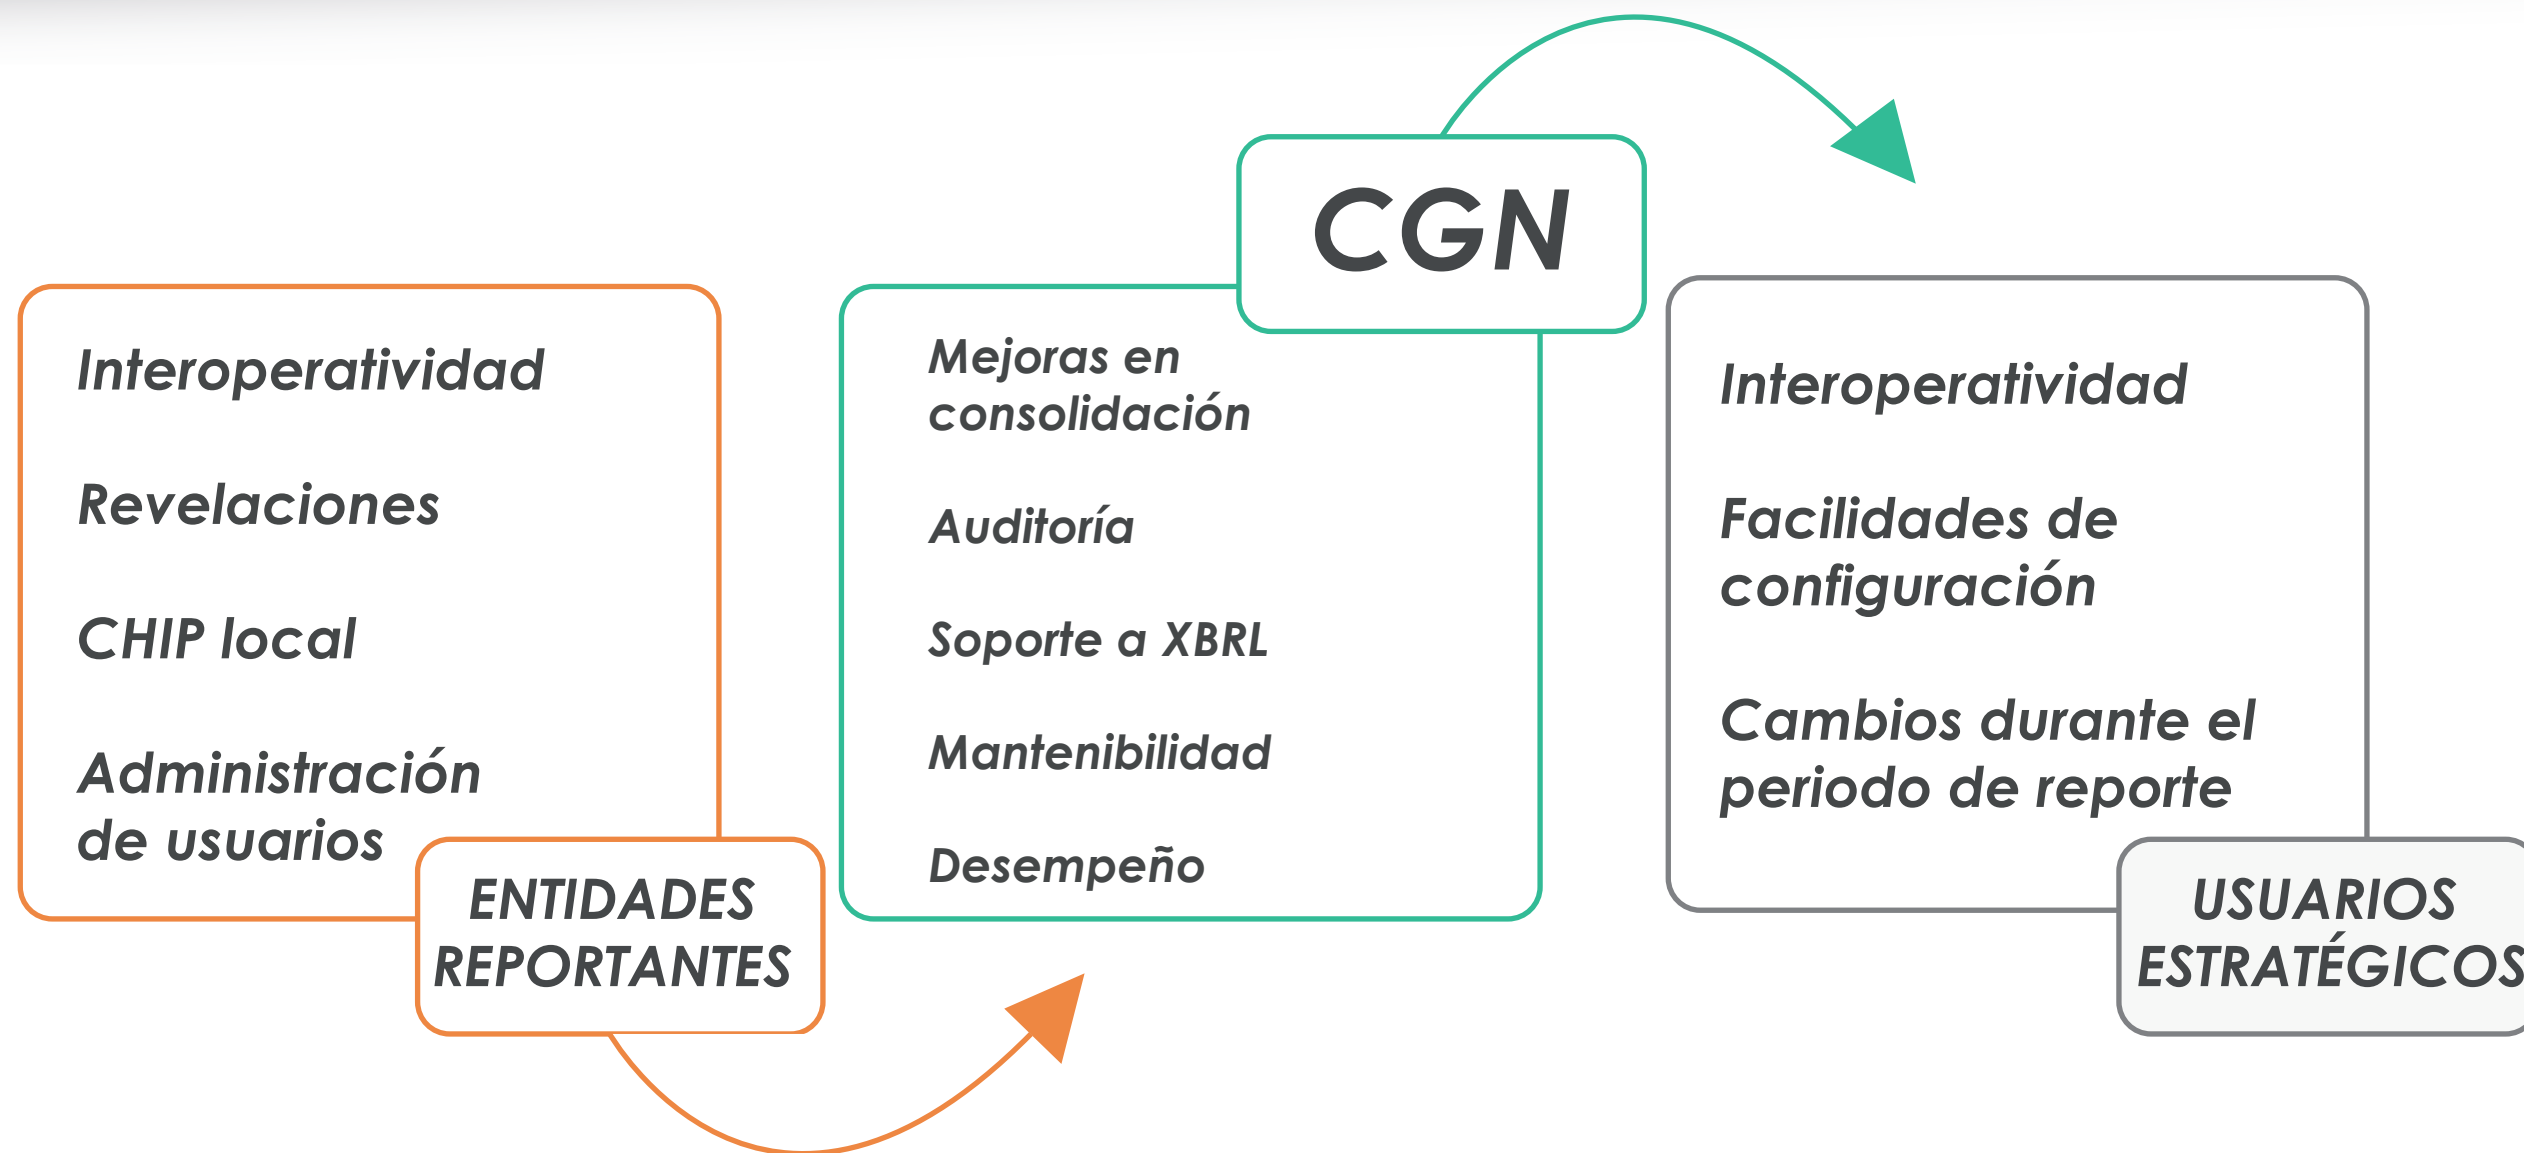 Interoperatividad
Revelaciones
CHIP local
Administración
de usuarios
ENTIDADES
REPORTANTES
CGN
Mejoras en
consolidación
Auditoría
Soporte a XBRL
Mantenibilidad
Desempeño
Interoperatividad
Facilidades de
configuración
Cambios durante el
periodo de reporte
USUARIOS
ESTRATÉGICOS